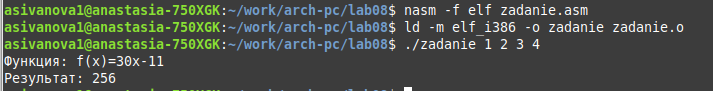 asivanova1@anastasia-750XGK:~/work/arch-pc/lab08$ nasm -f elf zadanie.asm
asivanova1@anastasia-750XGK:~/work/arch-pc/lab08$ ld -m elf_i386 -o zadanie zadanie.o
asivanova1@anastasia-750XGK:~/work/arch-pc/lab08$ ./zadanie 1 2 3 4
Функция: f(x)=30x-11
Результат: 256